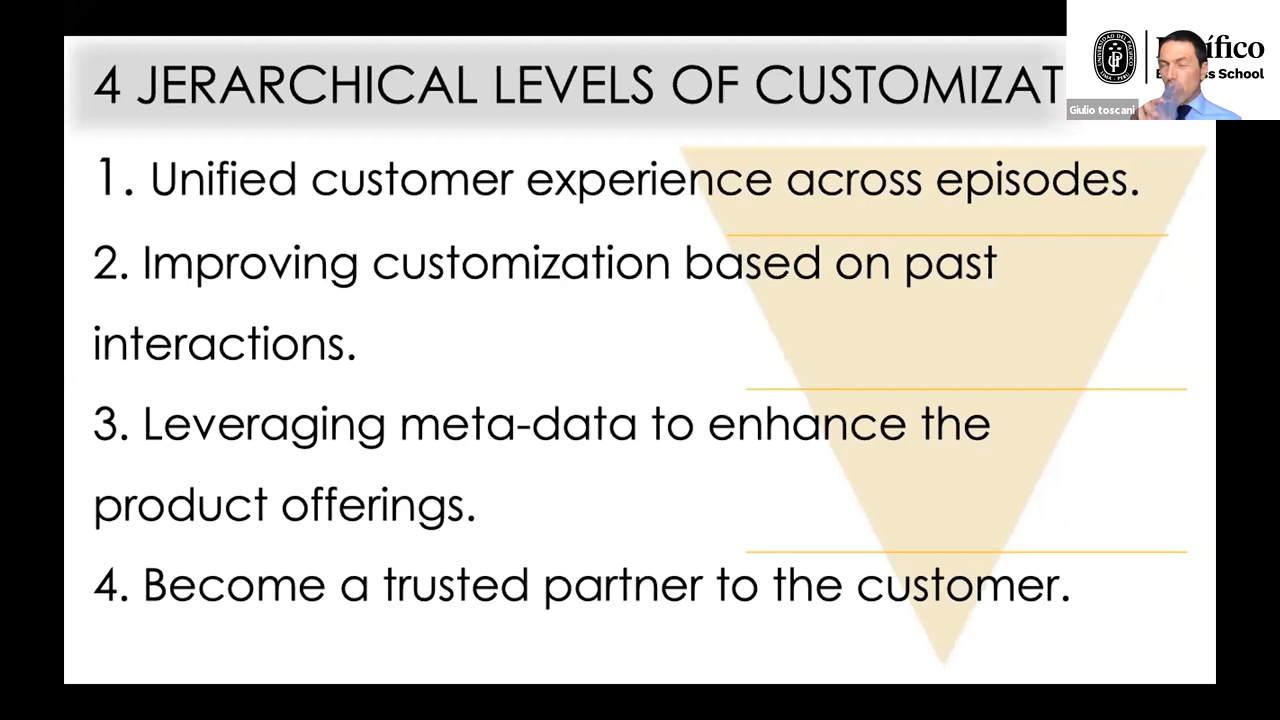 4 JERARCHICAL LEVELS OF CUSTOMIZAT
Giulio toscani
School
1. Unified customer experience across episodes.
2. Improving customization based on past
interactions.
3. Leveraging meta-data to enhance the
product offerings.
4. Become a trusted partner to the customer.